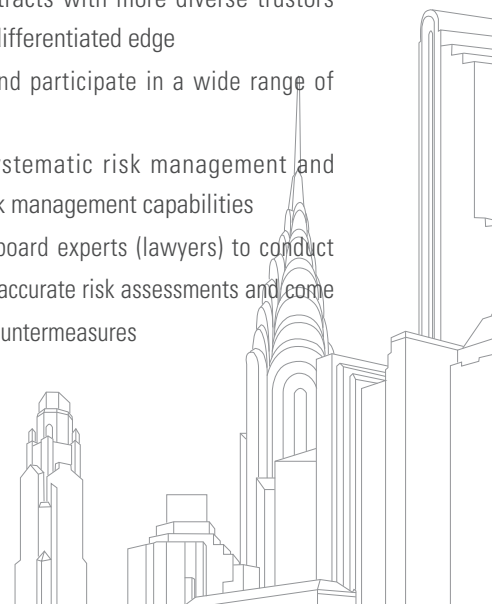 with more diverse trustors
differentiated edge
nd participate in a wide range of
stematic risk management and
k management capabilities
board experts (lawyers) to conduct
accurate risk assessments and come
untermeasures